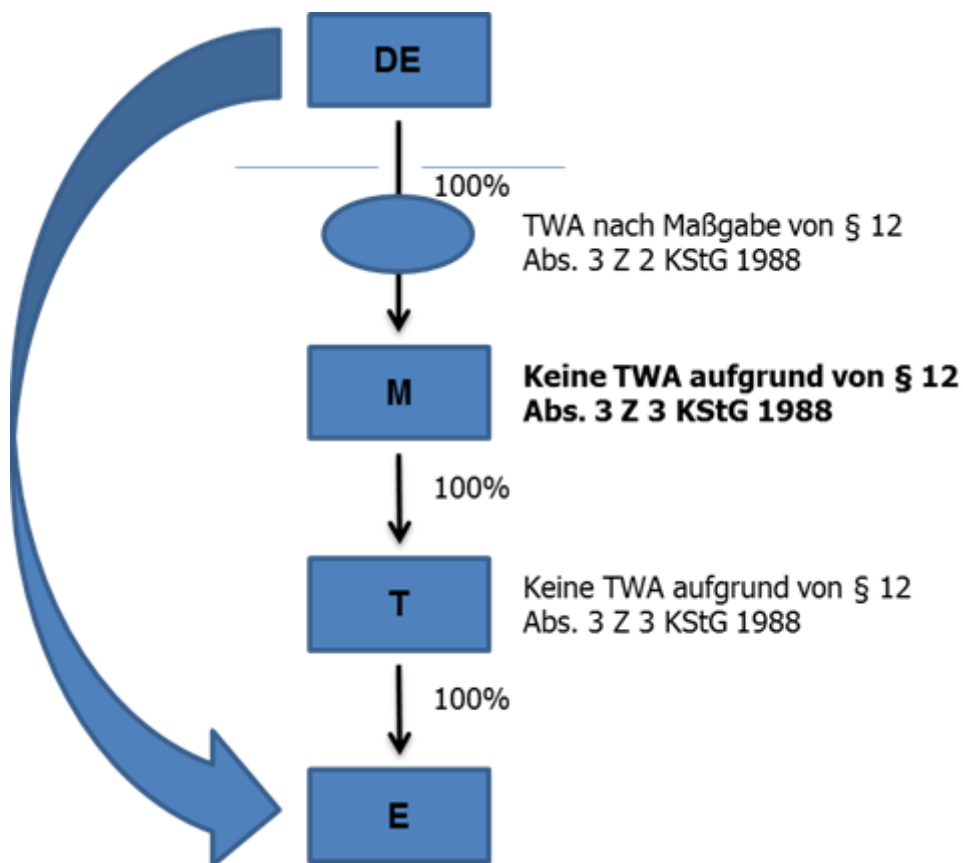 DE
100%
TWA nach Maßgabe von § 12
Abs. 3 Z 2 KStG 1988
M
Keine TWA aufgrund von § 12
Abs. 3 Z 3 KStG 1988
100%
T
Keine TWA aufgrund von § 12
Abs. 3 Z 3 KStG 1988
100%
E